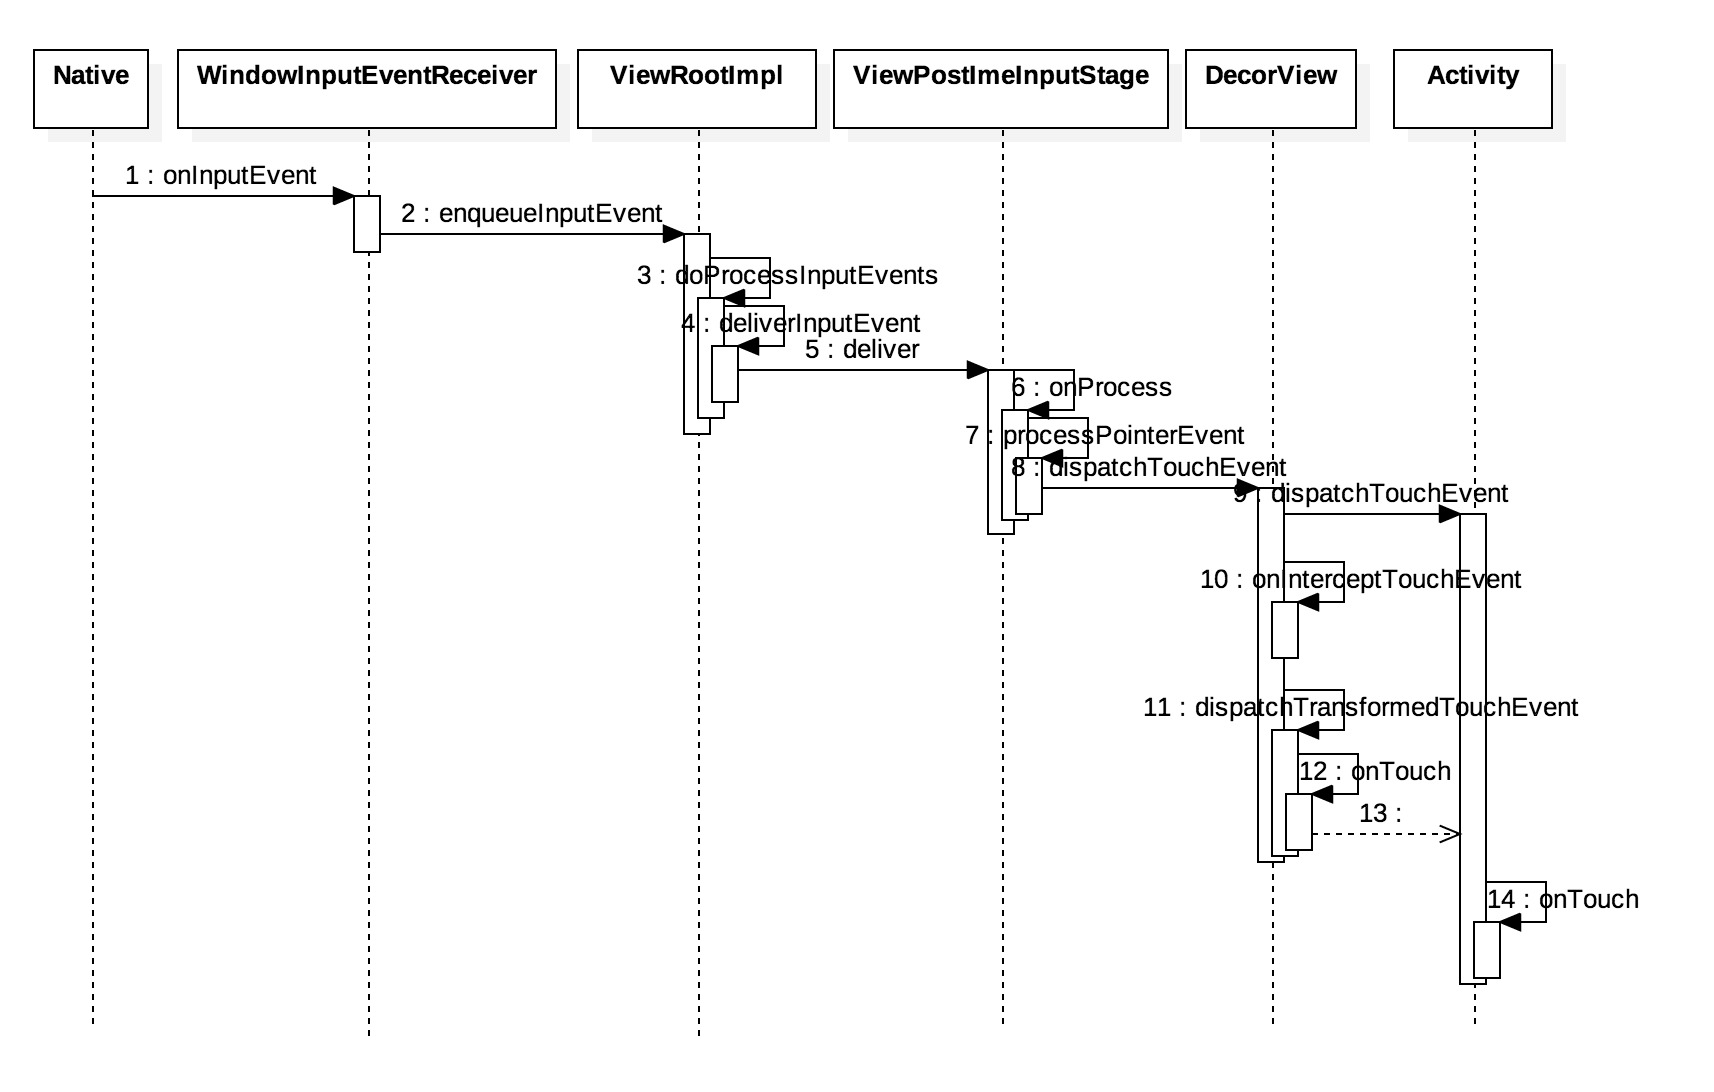 Native
WindowInputEventReceiver
ViewRootImpl
ViewPostImeInputStage
DecorView
Activity
1 : onInputEvent
2 : enqueueInputEvent
3 : doProcessInputEvents
4 : deliverInputEvent
5 : deliver
6 : onProcess
7 : processPointerEvent
8 : dispatchTouchEvent
9 : dispatchTouchEvent
10 : onInterceptTouchEvent
11 : dispatchTransformedTouchEvent
12 : onTouch
13 :
14 : onTouch